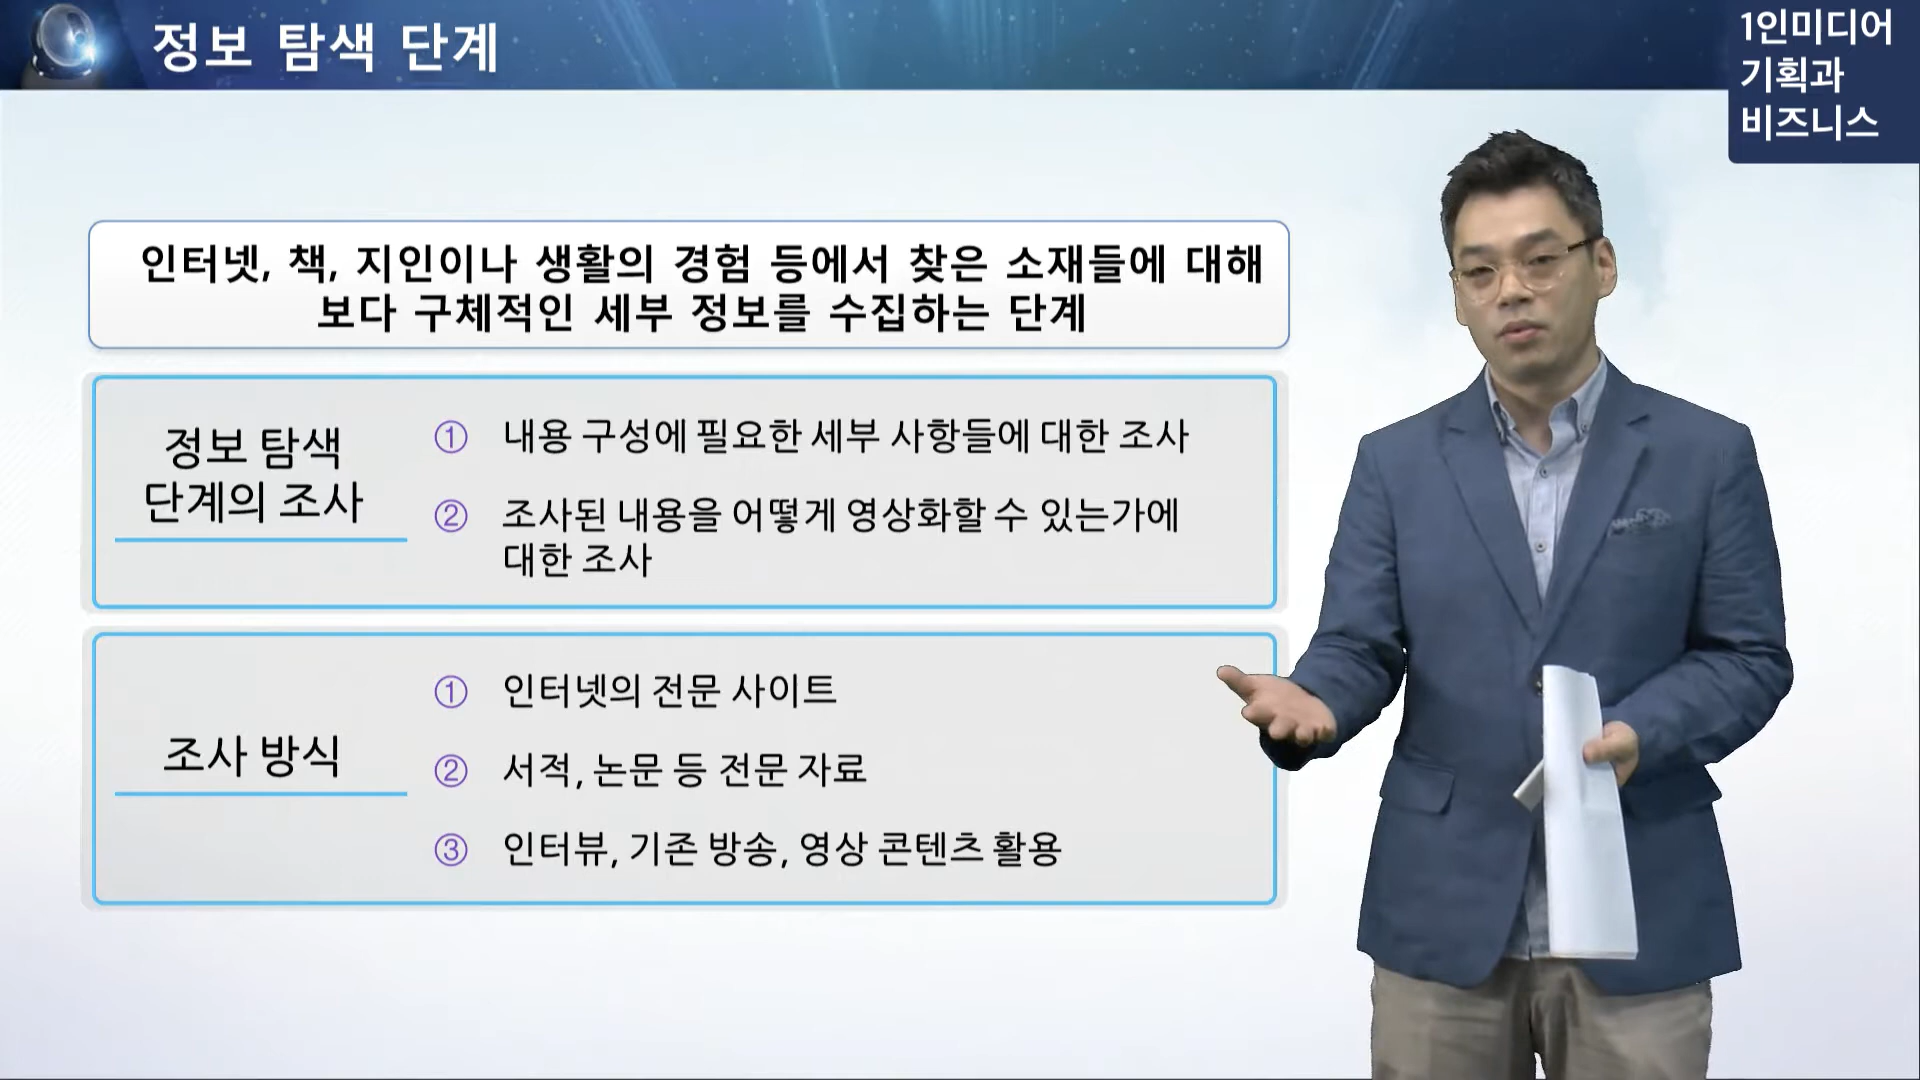 정보 탐색 단계
1인미디어
기획과
비즈니스
인터넷, 책, 지인이나 생활의 경험 등에서 찾은 소재들에 대해
보다 구체적인 세부 정보를 수집하는 단계
정보 탐색
단계의 조사
① 내용 구성에 필요한 세부 사항들에 대한 조사
② 조사된 내용을 어떻게 영상화할 수 있는가에
대한 조사
조사 방식
① 인터넷의 전문 사이트
② 서적, 논문 등 전문 자료
③ 인터뷰, 기존 방송, 영상 콘텐츠 활용